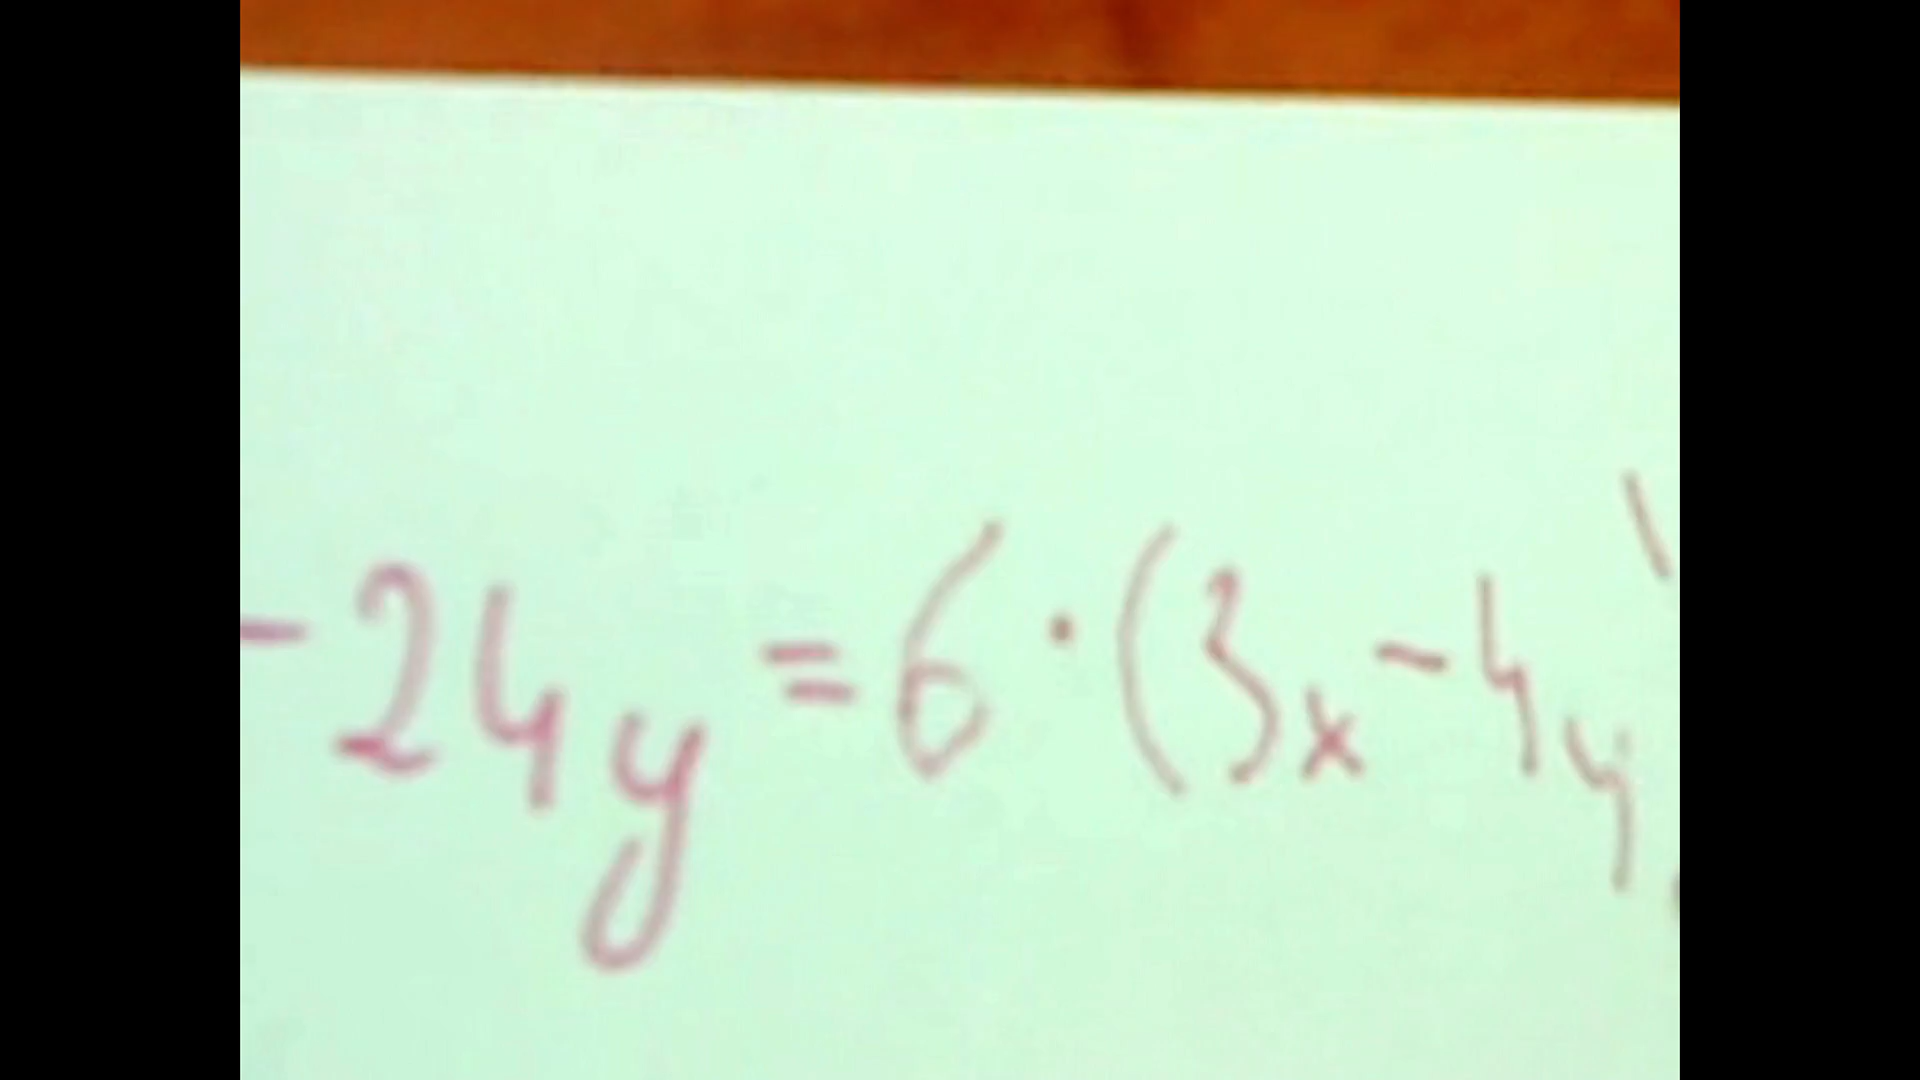 - 24y = 6 · (3x - 4y)